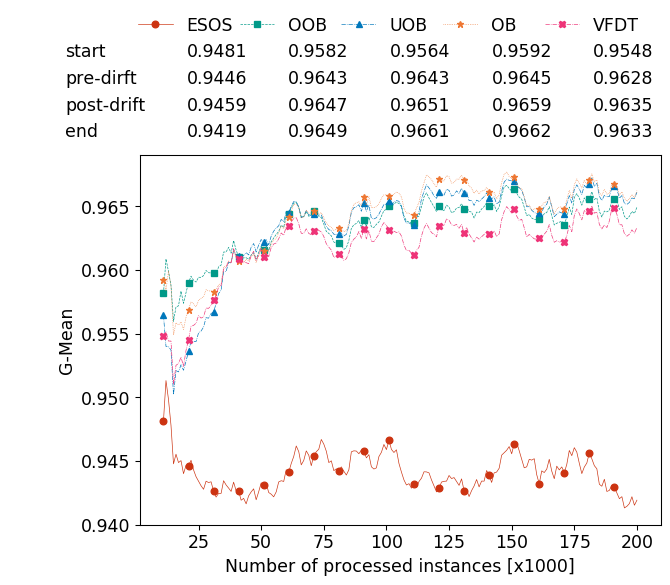 ESOS OOB UOB OB VFDT
start 0.9481 0.9582 0.9564 0.9592 0.9548
pre-dirft 0.9446 0.9643 0.9643 0.9645 0.9628
post-drift 0.9459 0.9647 0.9651 0.9659 0.9635
end 0.9419 0.9649 0.9661 0.9662 0.9633
0.965
0.960
0.955
0.950
0.945
0.940
G-Mean
25 50 75 100 125 150 175 200
Number of processed instances [x1000]